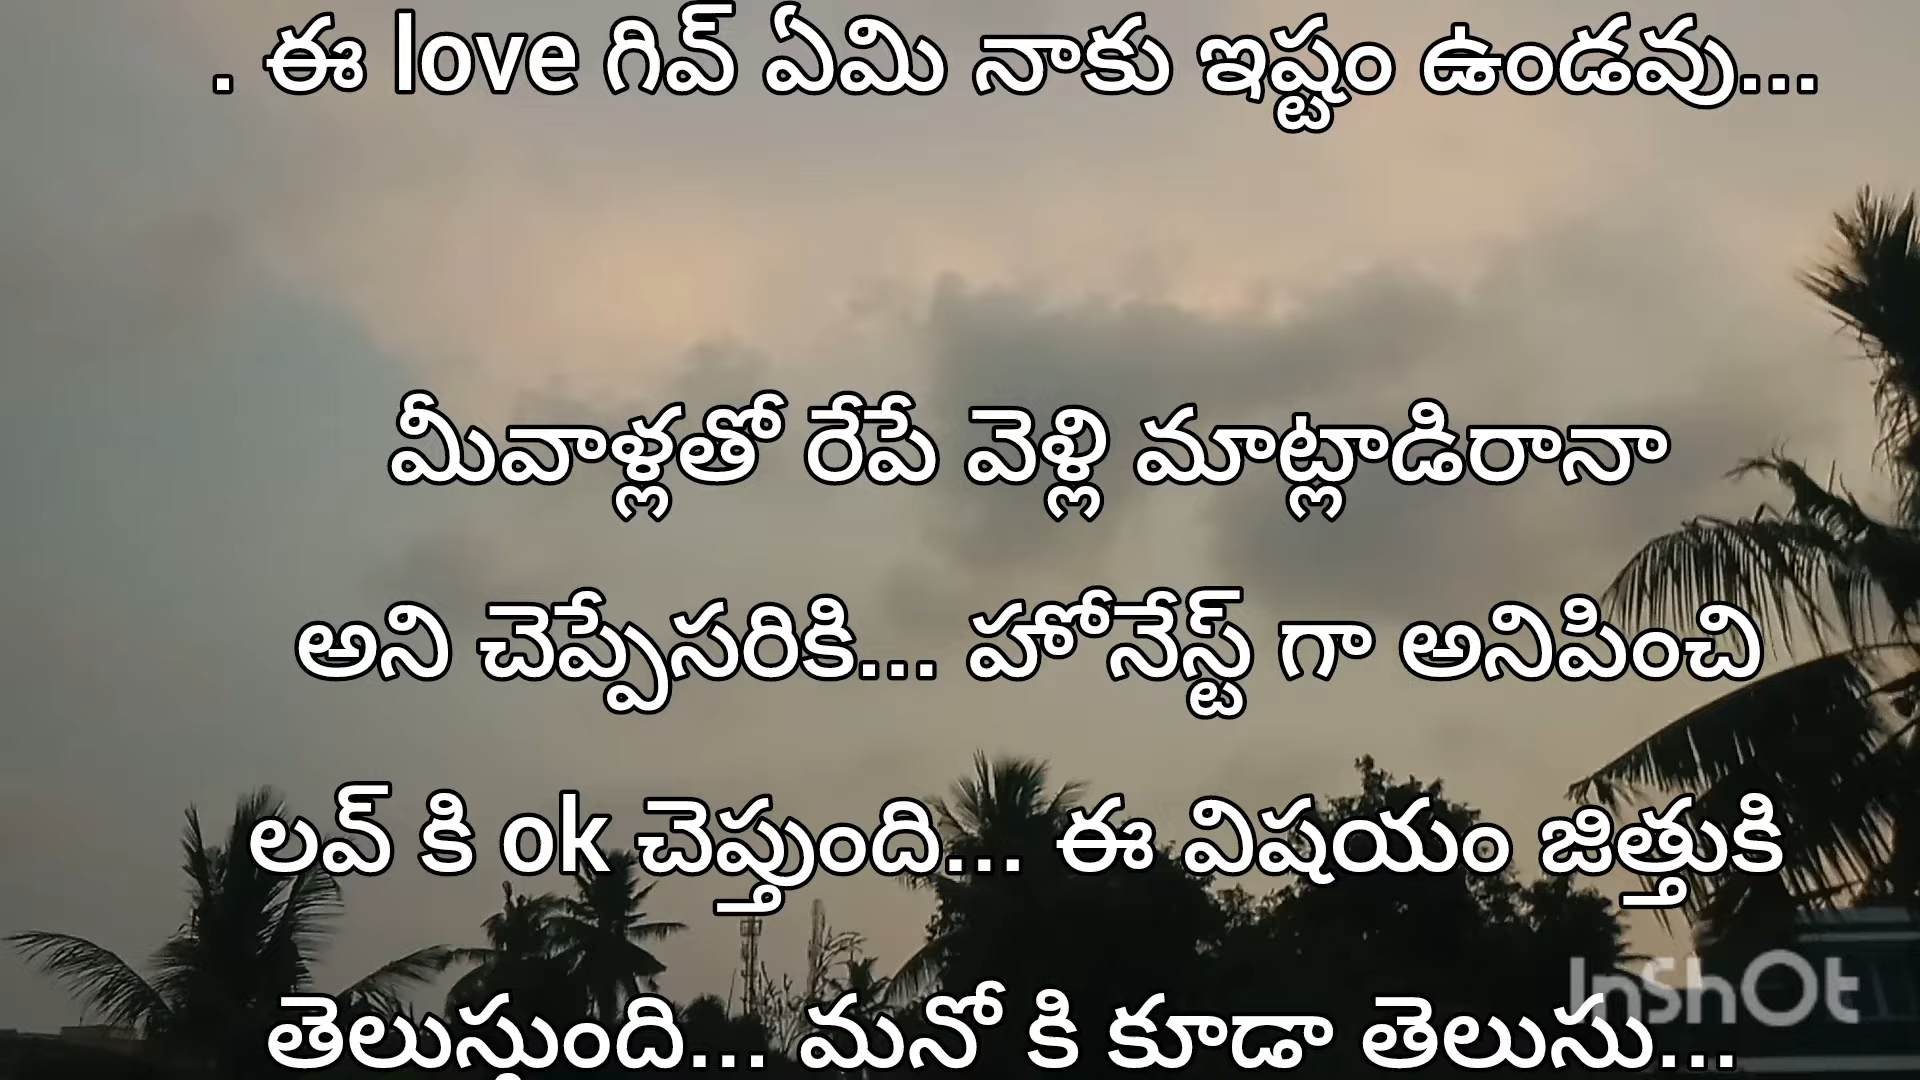 . ఈ love గివ్ ఏమి నాకు ఇష్టం ఉండవు...
మీవాళ్లతో రేపే వెళ్లి మాట్లాడిరానా
అని చెప్పేసరికి... హోనేస్ట్ గా అనిపించి
లవ్ కి ok చెప్తుంది... ఈ విషయం జిత్తుకి
తెలుస్తుంది... మనో కి కూడా తెలుసు...
InShOt